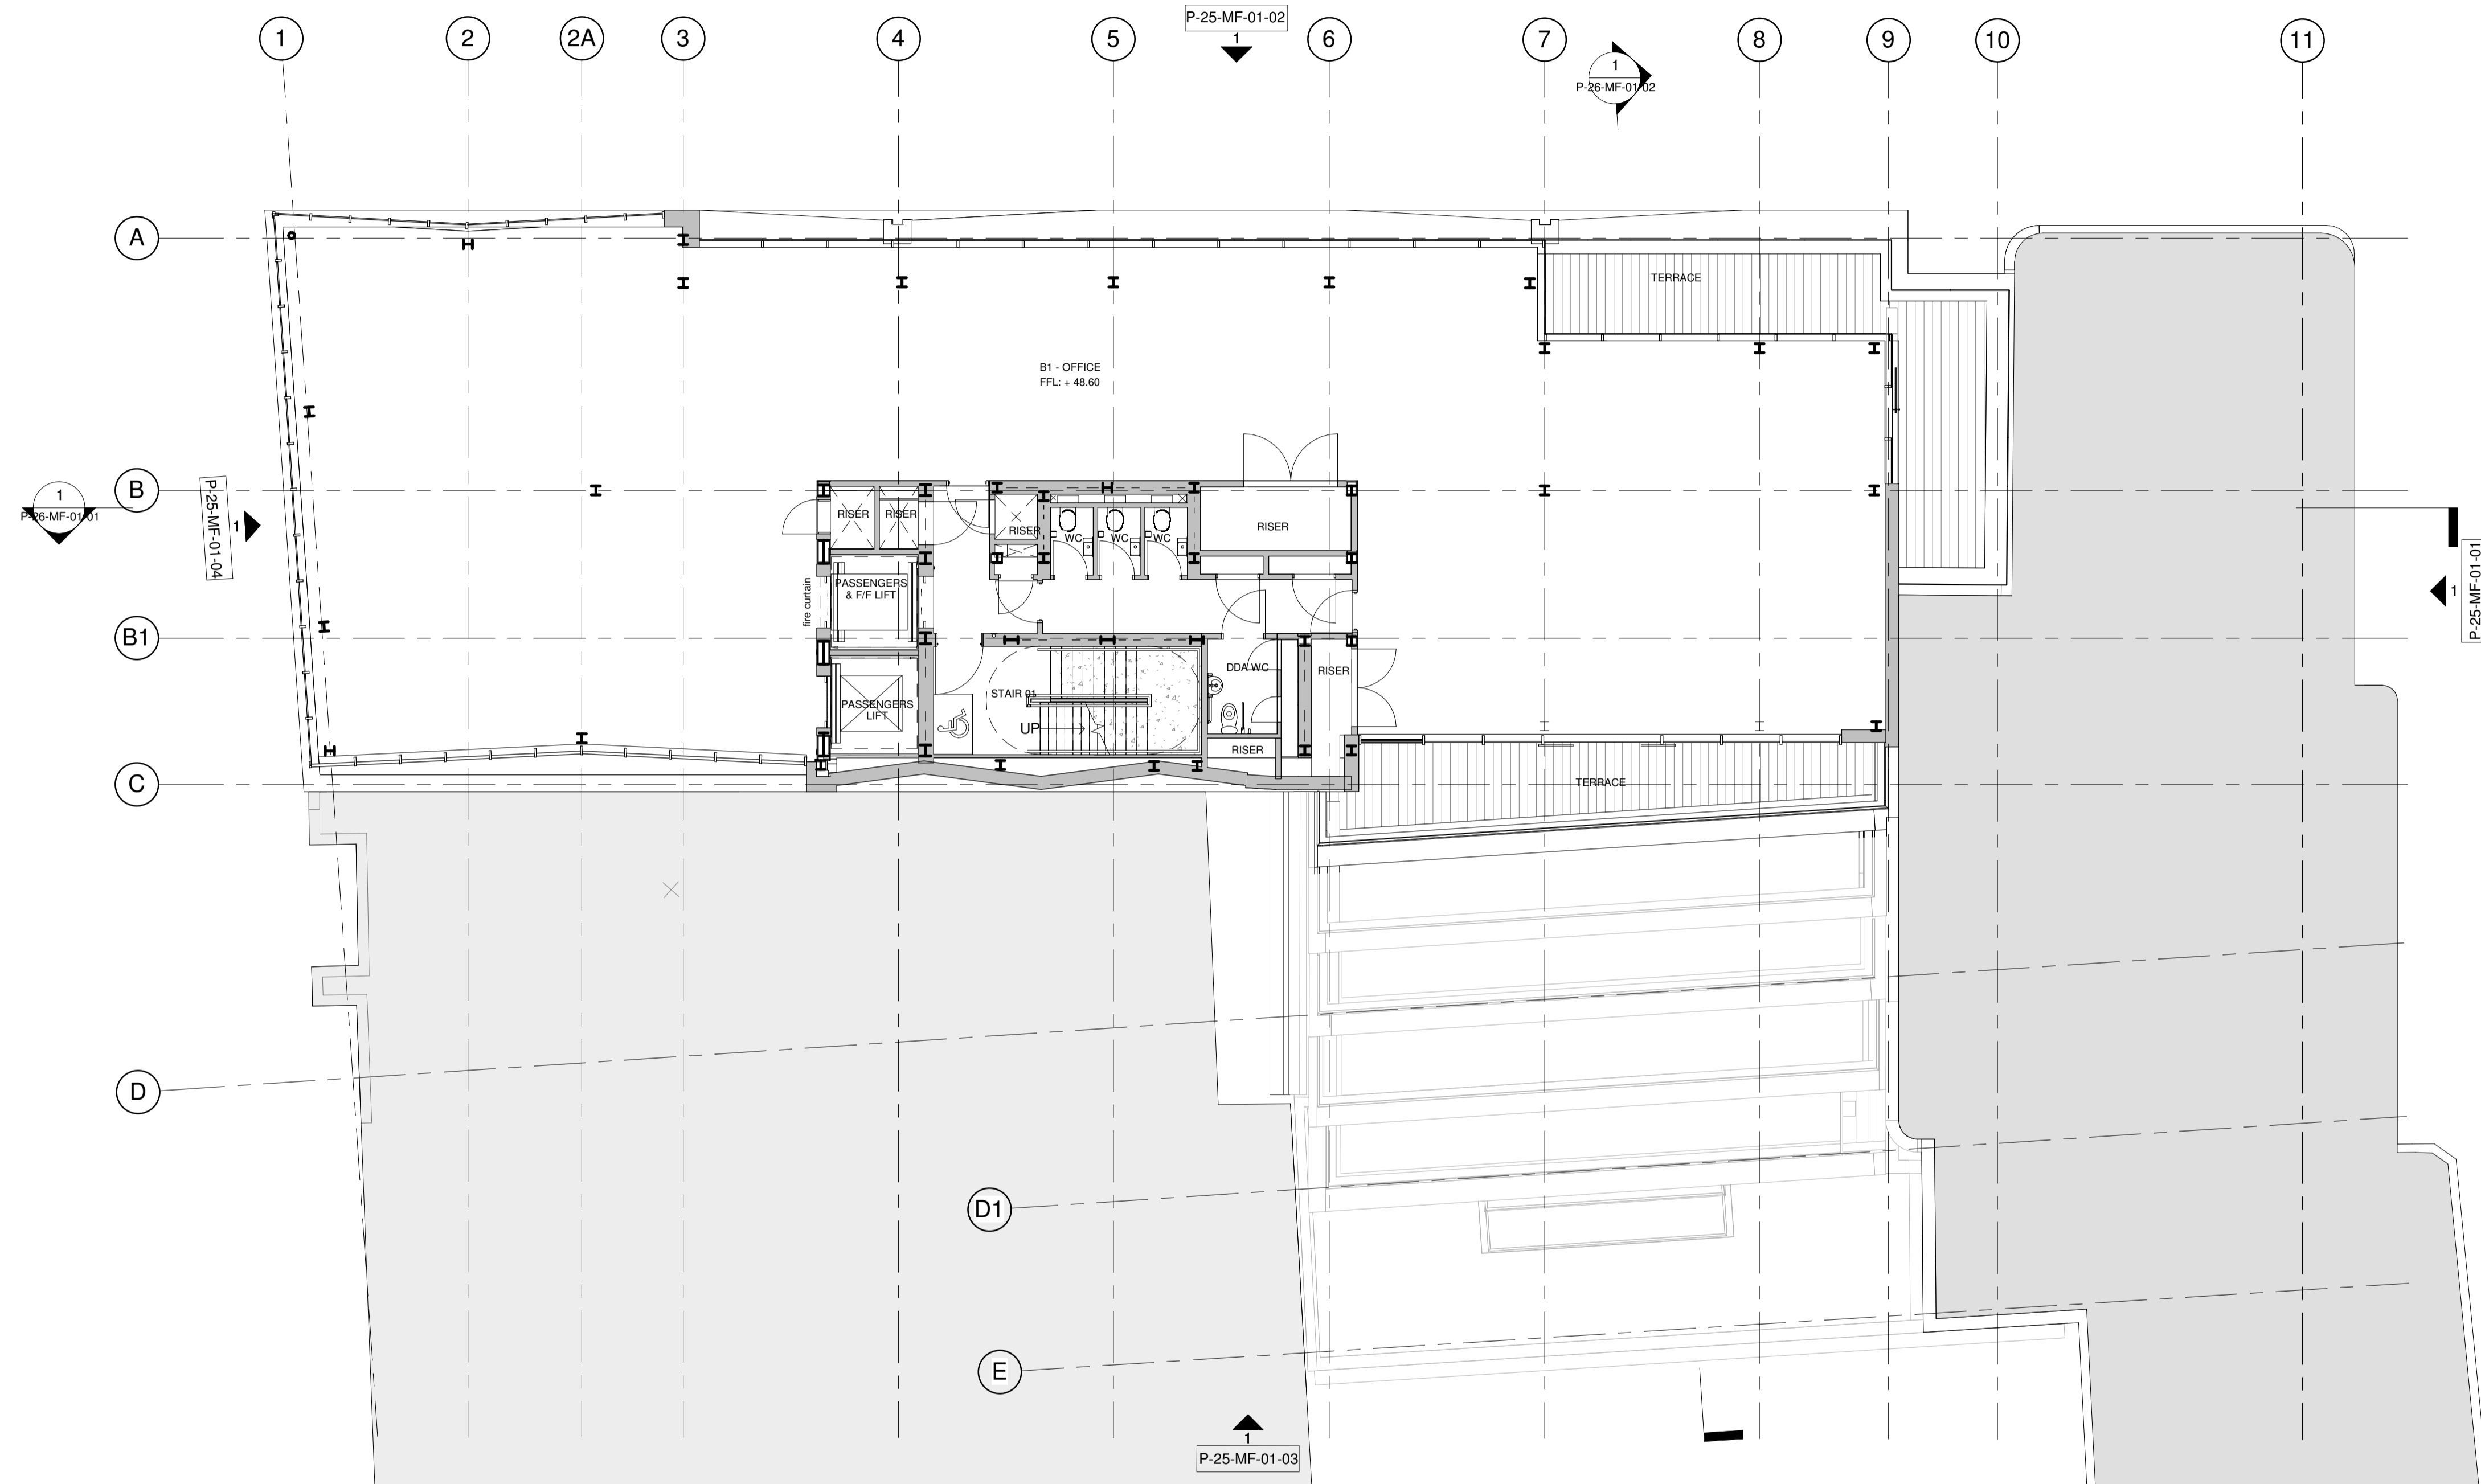 P-25-MF-01-02
1
1
2
2A
3
4
5
6
7
8
9
10
11
1
P-26-MF-01-02
A
TERRACE
B1 - OFFICE
FFL: + 48.60
B
1
P-26-MF-01-01
P-25-MF-01-04
1
RISER
RISER
RISER
WC
WC
WC
RISER
PASSENGERS
& F/F LIFT
fire curtain
1
P-25-MF-01-01
B1
DDA WC
RISER
STAIR 01
PASSENGERS
LIFT
UP
RISER
C
TERRACE
D
D1
E
1
P-25-MF-01-03